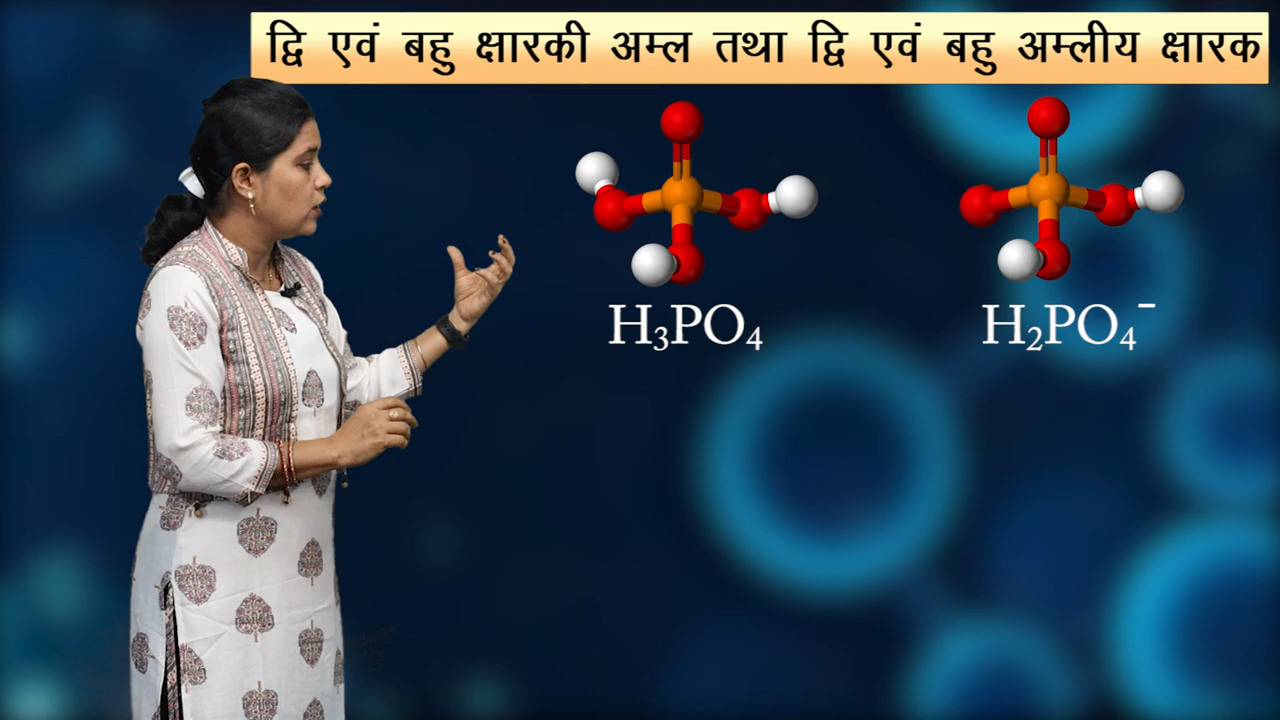 द्वि एवं बहु क्षारकी अम्ल तथा द्वि एवं बहु अम्लीय क्षारक
H₃PO₄ H₂PO₄⁻